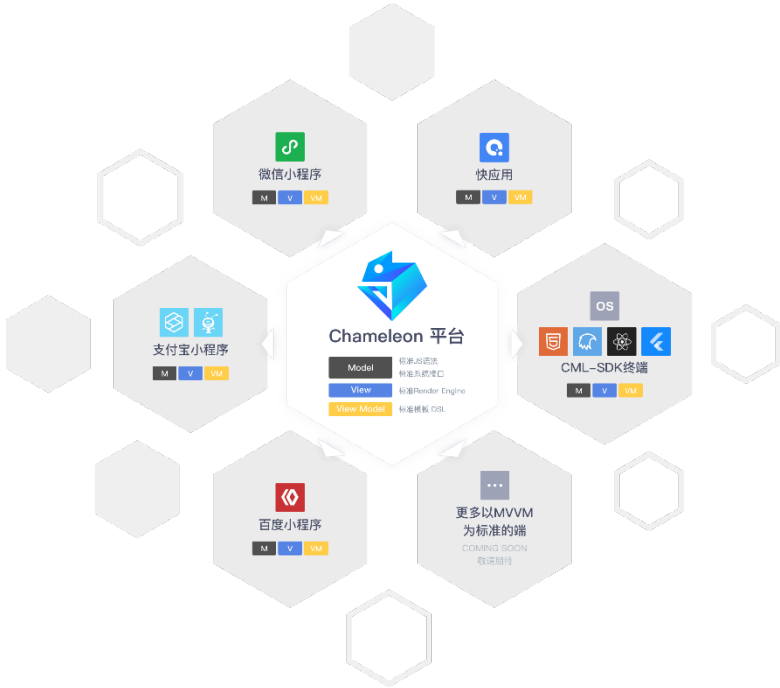 微信小程序
M V VM
快应用
M V VM
支付宝小程序
M V VM
Chameleon 平台
Model 标准JS语法
标准系统接口
View 标准Render Engine
View Model 标准模板 DSL
OS
CML-SDK终端
M V VM
百度小程序
M V VM
更多以MVVM
为标准的端
COMING SOON
敬请期待